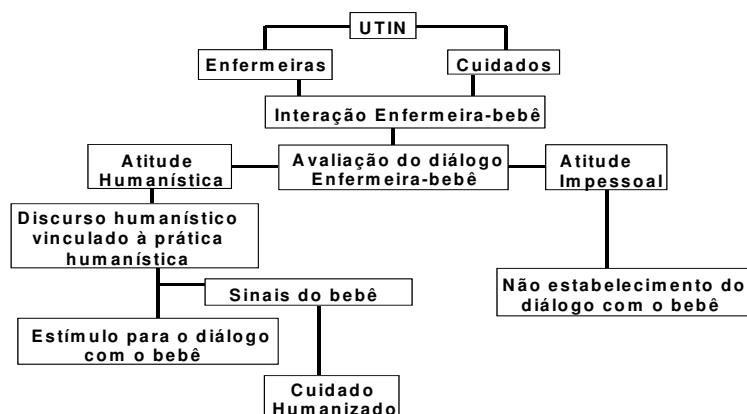 UTIN
Enfermeiras
Cuidados
Interação Enfermeira-bebê
Atitude
Humanística
Avaliação do diálogo
Enfermeira-bebê
Atitude
Impessoal
Discurso humanístico
vinculado à prática
humanística
Sinais do bebê
Não estabelecimento do
diálogo com o bebê
Estímulo para o diálogo
com o bebê
Cuidado
Humanizado